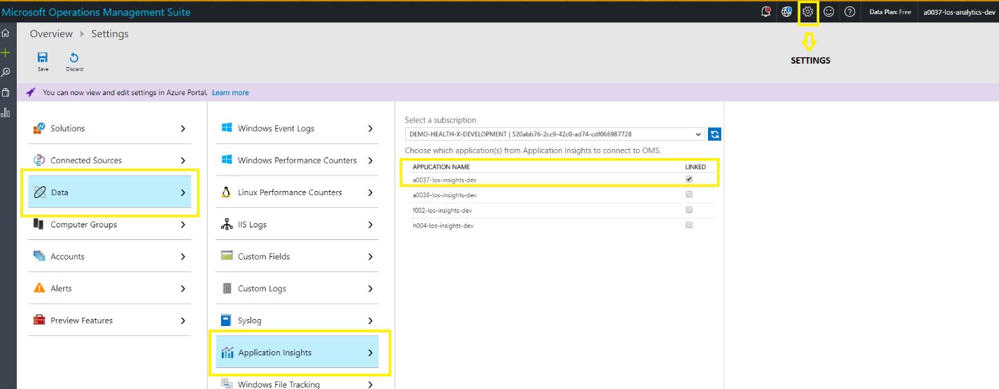 Microsoft Operations Management Suite
Data Plan: Free
a0037-los-analytics-dev
Overview Settings
Save
Discard
SETTINGS
You can now view and edit settings in Azure Portal. Learn more
Solutions
Connected Sources
Data
Computer Groups
Accounts
Alerts
Preview Features
Windows Event Logs
Windows Performance Counters
Linux Performance Counters
IIS Logs
Custom Fields
Custom Logs
Syslog
Application Insights
Windows File Tracking
Select a subscription
DEMO-HEALTH-X-DEVELOPMENT | 520abb76-2cc9-42c0-ad74-cdf066987728
Choose which application(s) from Application Insights to connect to OMS.
APPLICATION NAME LINKED
a0037-los-insights-dev
a0038-los-insights-dev
f002-los-insights-dev
h004-los-insights-dev